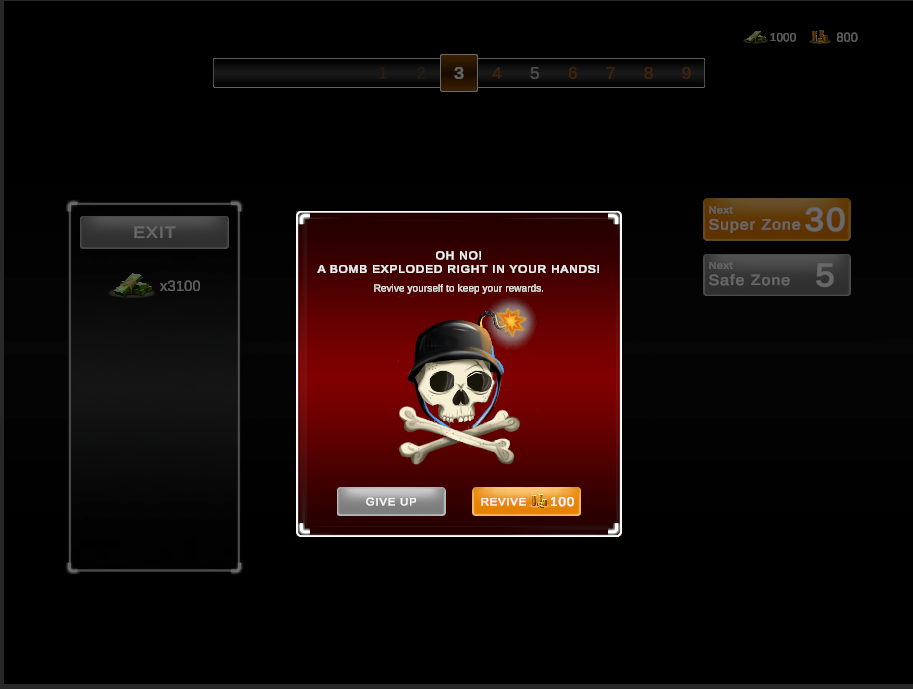 1000 800
1 2 3 4 5 6 7 8 9
EXIT
x3100
OH NO!
A BOMB EXPLODED RIGHT IN YOUR HANDS!
Revive yourself to keep your rewards.
GIVE UP
REVIVE 100
Next
Super Zone 30
Next
Safe Zone 5